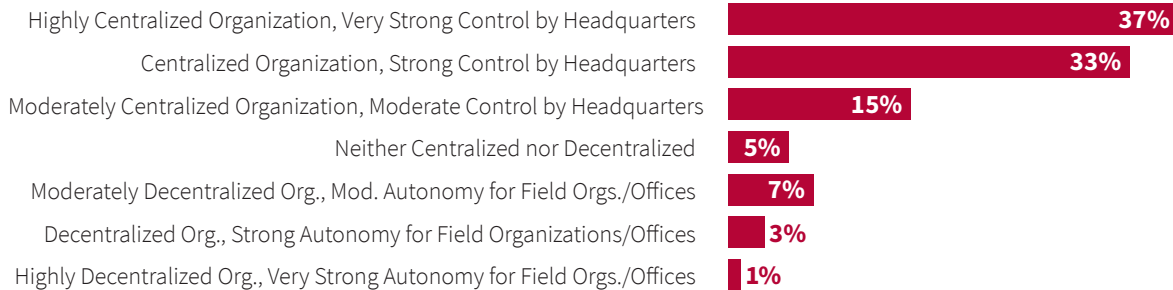 Highly Centralized Organization, Very Strong Control by Headquarters 37%
Centralized Organization, Strong Control by Headquarters 33%
Moderately Centralized Organization, Moderate Control by Headquarters 15%
Neither Centralized nor Decentralized 5%
Moderately Decentralized Org., Mod. Autonomy for Field Orgs./Offices 7%
Decentralized Org., Strong Autonomy for Field Organizations/Offices 3%
Highly Decentralized Org., Very Strong Autonomy for Field Orgs./Offices 1%